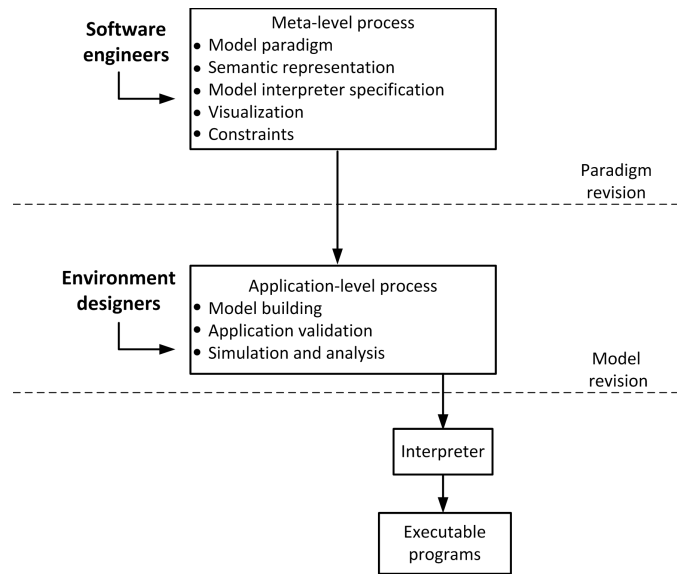 Software
engineers
Meta-level process
• Model paradigm
• Semantic representation
• Model interpreter specification
• Visualization
• Constraints
Paradigm
revision
Environment
designers
Application-level process
• Model building
• Application validation
• Simulation and analysis
Model
revision
Interpreter
Executable
programs